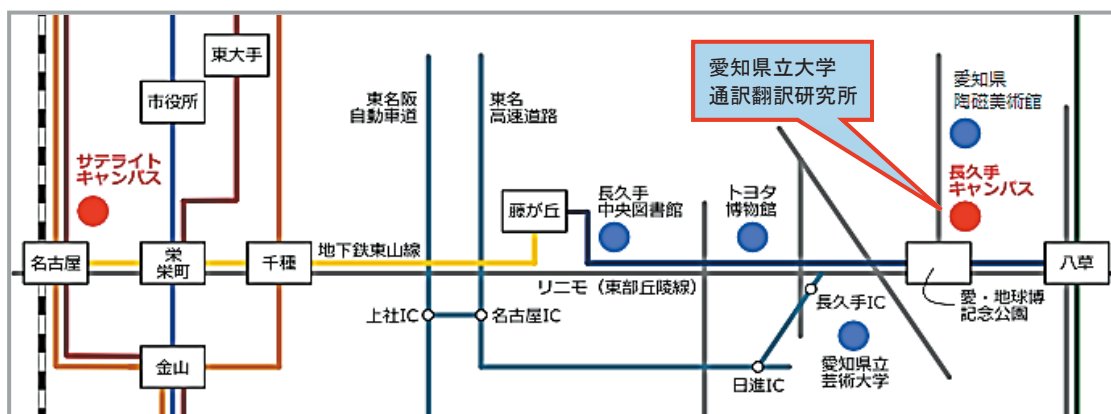 東大手
市役所
サテライト
キャンパス
名古屋
栄
栄町
千種
金山
地下鉄東山線
東名阪
自動車道
東名
高速道路
上社IC
名古屋IC
藤が丘
長久手
中央図書館
トヨタ
博物館
リニモ（東部丘陵線）
愛知県立大学
通訳翻訳研究所
愛知県
陶磁美術館
長久手
キャンパス
八草
愛・地球博
記念公園
長久手IC
愛知県立
芸術大学
日進IC